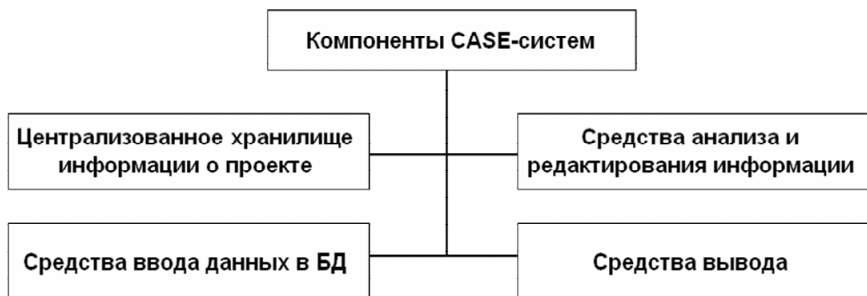 Компоненты CASE-систем
Централизованное хранилище
информации о проекте
Средства анализа и
редактирования информации
Средства ввода данных в БД
Средства вывода